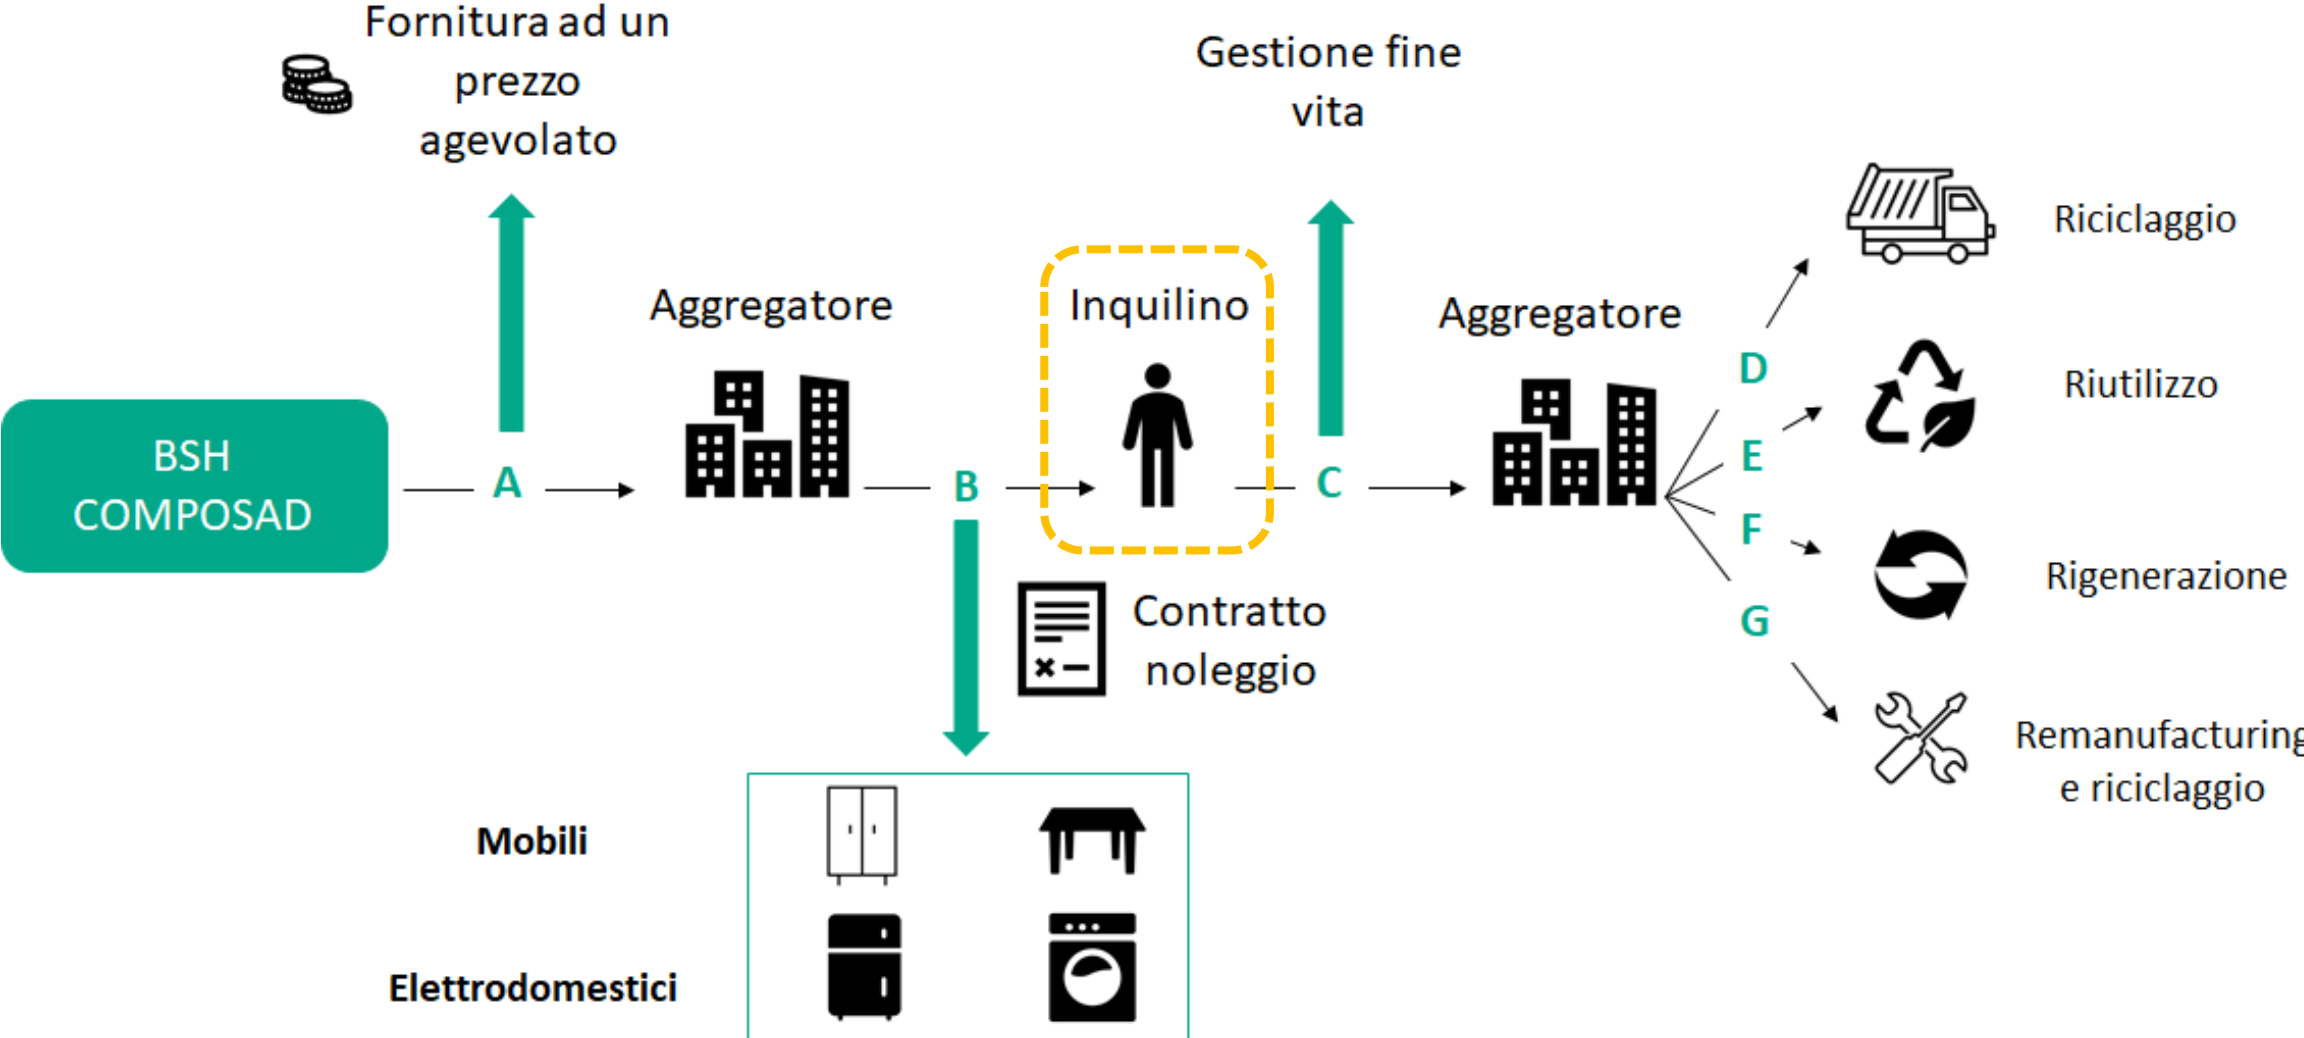 Fornitura ad un
prezzo
agevolato
Gestione fine
vita
Riciclaggio
Aggregatore
Inquilino
Aggregatore
D
Riutilizzo
BSH
COMPOSAD
A
B
C
E
F
Rigenerazione
G
Contratto
noleggio
Remanufacturing
e riciclaggio
Mobili
Elettrodomestici